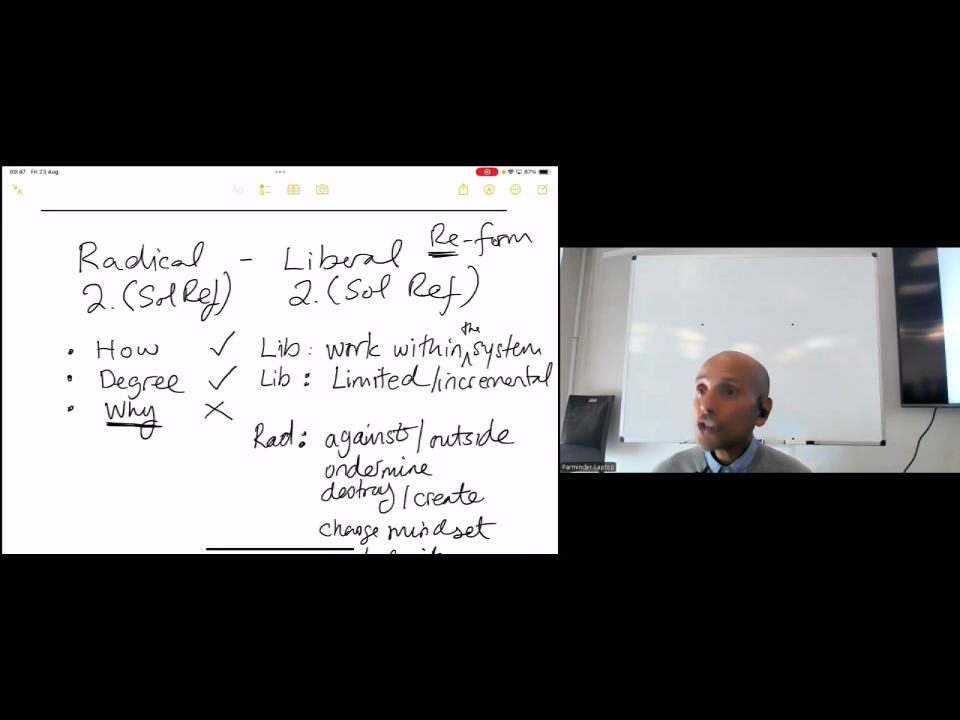 09:47 Fri 23 Aug
87%
Radical - Liberal Re-form
2. (Sol Ref) 2. (Sol Ref)
• How ✓ Lib: work within the system
• Degree ✓ Lib: Limited/incremental
• Why ✗
Rad: against/outside
undermine
destroy/create
change mindset
Parminder Laptop